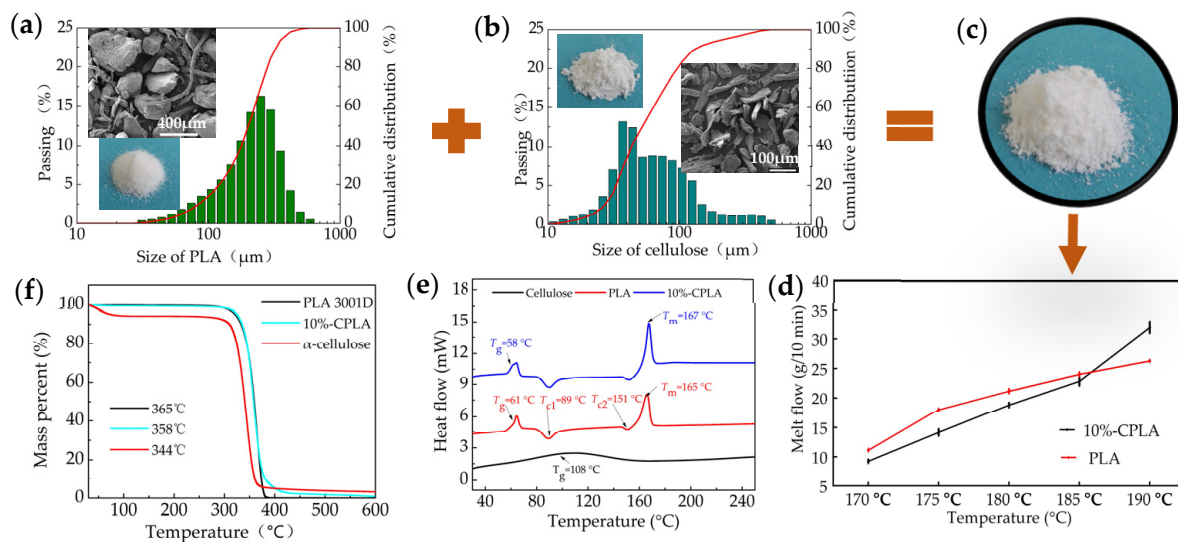 (a)
25
20
15
10
5
0
Passing （%）
100
80
60
40
20
0
Cumulative distribution (%)
400μm
10
100
1000
Size of PLA（μm）
(b)
25
20
15
10
5
0
Passing （%）
100
80
60
40
20
0
Cumulative distributtion (%)
100μm
10
100
1000
Size of cellulose（μm）
(c)
(f)
100
80
60
40
20
0
Mass percent (%)
PLA 3001D
10%-CPLA
α-cellulose
365℃
358℃
344℃
100
200
300
400
500
600
Temperature（°C）
(e)
18
15
12
9
6
3
0
Heat flow (mW)
Cellulose
PLA
10%-CPLA
Tm=167 °C
Tg=58 °C
Tm=165 °C
Tg=61 °C
Tc1=89 °C
Tc2=151 °C
Tg=108 °C
40
80
120
160
200
240
Temperature (°C)
(d)
40
35
30
25
20
15
10
5
Melt flow (g/10 min)
10%-CPLA
PLA
170 °C
175 °C
180 °C
185 °C
190 °C
Temperature (°C)